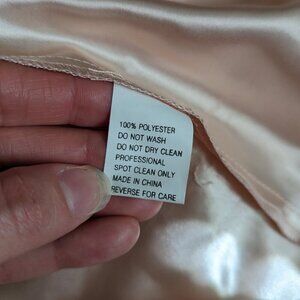 100% POLYESTER
DO NOT WASH
DO NOT DRY CLEAN
PROFESSIONAL
SPOT CLEAN ONLY
MADE IN CHINA
REVERSE FOR CARE